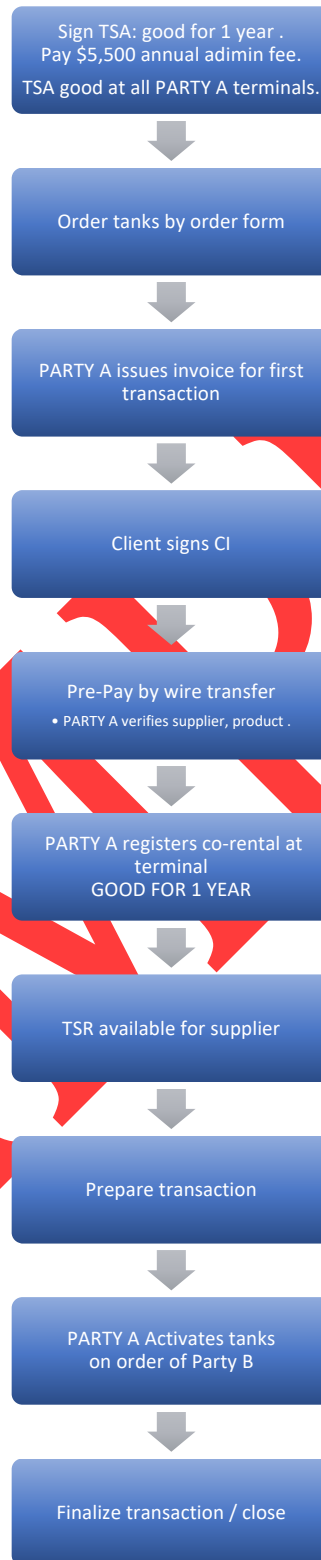 Sign TSA: good for 1 year .
Pay $5,500 annual adimin fee.
TSA good at all PARTY A terminals.
Order tanks by order form
PARTY A issues invoice for first
transaction
Client signs CI
Pre-Pay by wire transfer
• PARTY A verifies supplier, product .
PARTY A registers co-rental at
terminal
GOOD FOR 1 YEAR
TSR available for supplier
Prepare transaction
PARTY A Activates tanks
on order of Party B
Finalize transaction / close